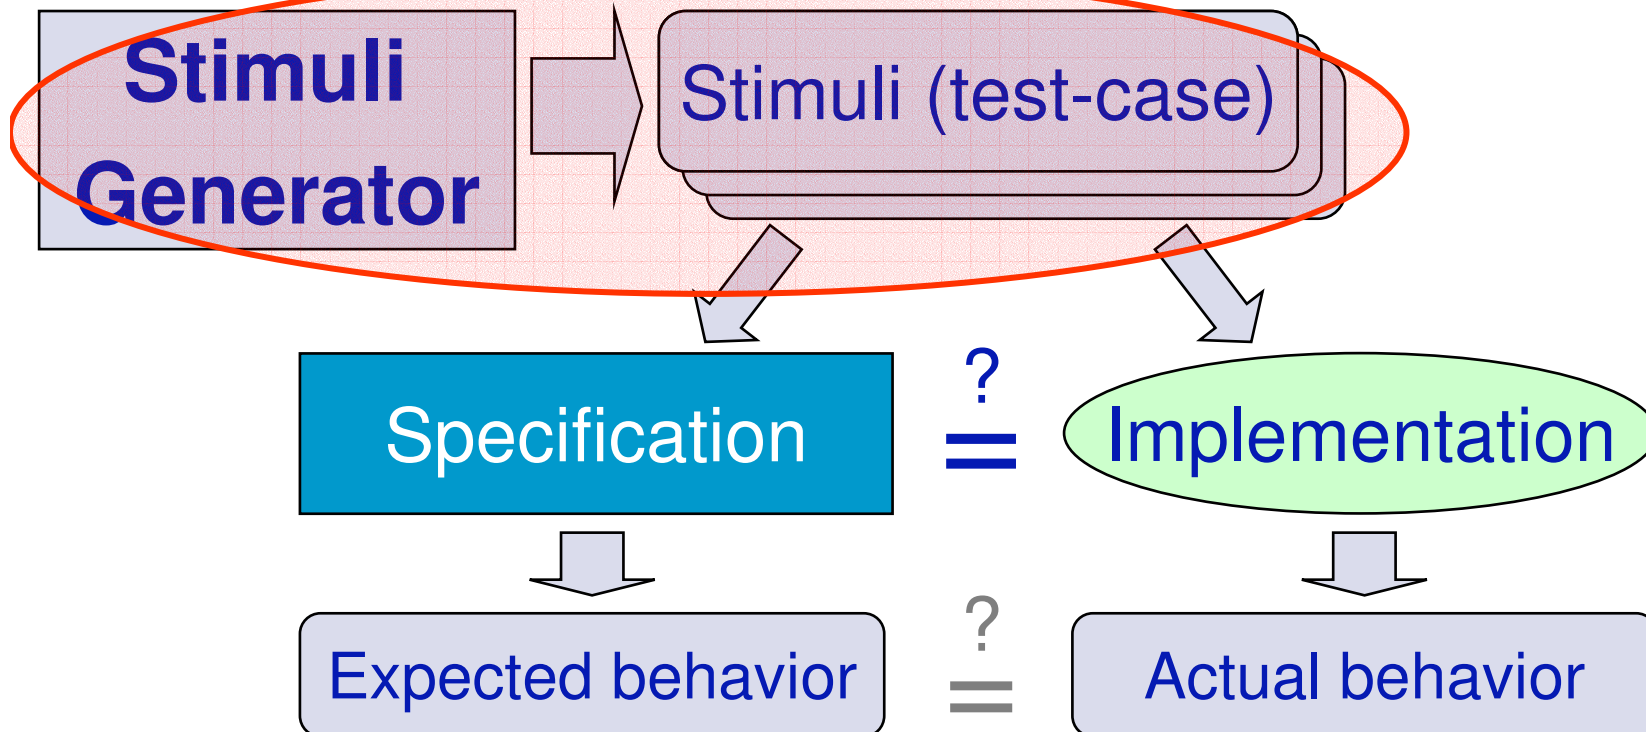 Stimuli
Generator
Stimuli (test-case)
Specification
?
=
Implementation
Expected behavior
?
=
Actual behavior